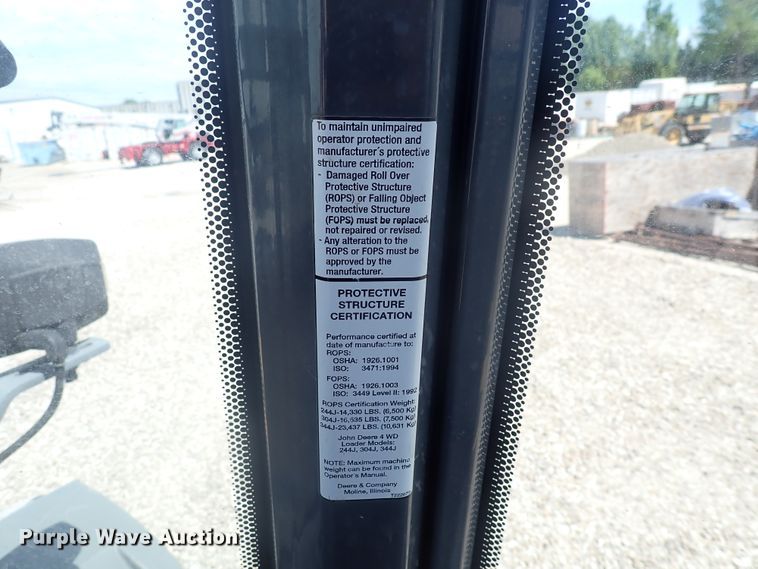 To maintain unimpaired
operator protection and
manufacturer's protective
structure certification:
- Damaged Roll Over
Protective Structure
(ROPS) or Falling Object
Protective Structure
(FOPS) must be replaced,
not repaired or revised.
- Any alteration to the
ROPS or FOPS must be
approved by the
manufacturer.
PROTECTIVE
STRUCTURE
CERTIFICATION
Performance certified at
date of manufacture to:
ROPS:
OSHA: 1926.1001
ISO: 3471:1994
FOPS:
OSHA: 1926.1003
ISO: 3449 Level II: 1992
ROPS Certification Weight:
244J-14,330 LBS. (6,500 Kg)
304J-16,535 LBS. (7,500 Kg)
344J-23,437 LBS. (10,631 Kg)
John Deere 4 WD
Loader Models:
244J, 304J, 344J
NOTE: Maximum machine
weight can be found in the
Operator's Manual.
Deere & Company
Moline, Illinois
Purple Wave Auction